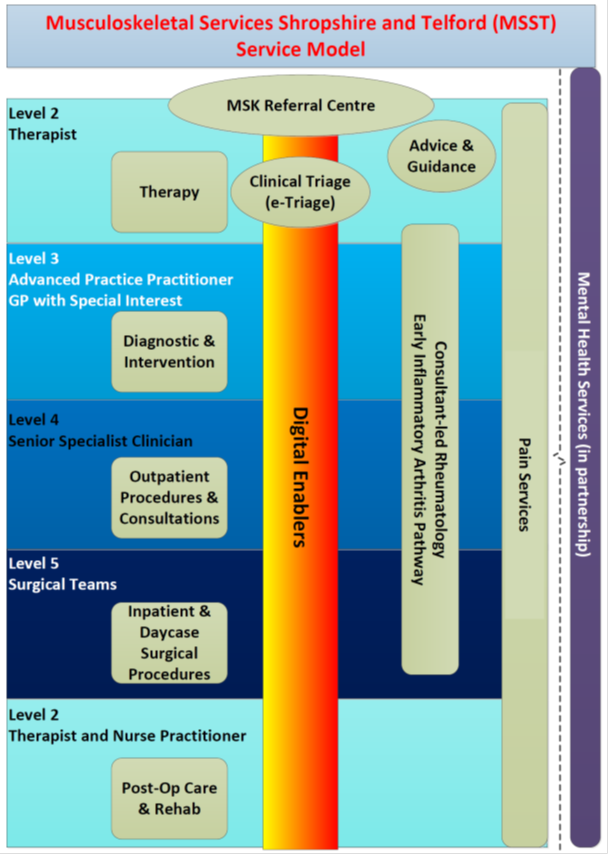 Musculoskeletal Services Shropshire and Telford (MSST)
Service Model
MSK Referral Centre
Level 2
Therapist
Advice &
Guidance
Therapy
Clinical Triage
(e-Triage)
Level 3
Advanced Practice Practitioner
GP with Special Interest
Diagnostic &
Intervention
Level 4
Senior Specialist Clinician
Outpatient
Procedures &
Consultations
Level 5
Surgical Teams
Inpatient &
Daycase
Surgical
Procedures
Level 2
Therapist and Nurse Practitioner
Post-Op Care
& Rehab
Digital Enablers
Consultant-led Rheumatology
Early Inflammatory Arthritis Pathway
Pain Services
Mental Health Services (in partnership)